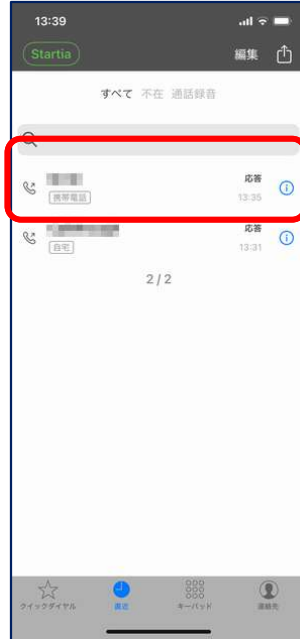 13:39
Startia
編集
すべて 不在 通話録音
応答
携帯電話
13:35
応答
自宅
13:31
2/2
クイックダイヤル 直近 キーパッド 連絡先